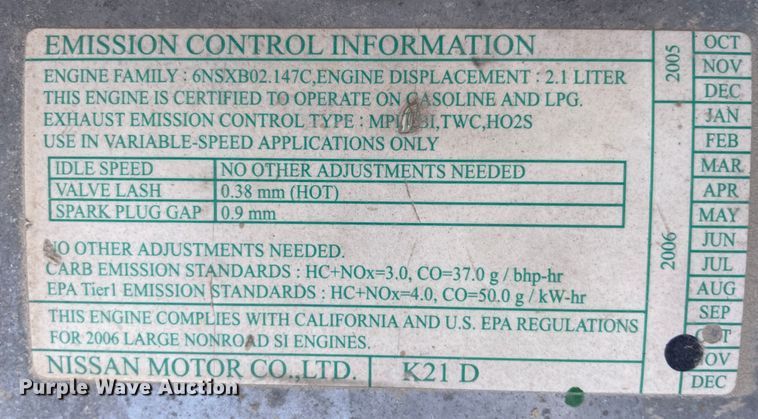 EMISSION CONTROL INFORMATION
ENGINE FAMILY : 6NSXB02.147C,ENGINE DISPLACEMENT : 2.1 LITER
THIS ENGINE IS CERTIFIED TO OPERATE ON GASOLINE AND LPG.
EXHAUST EMISSION CONTROL TYPE : TWC,HO2S
USE IN VARIABLE-SPEED APPLICATIONS ONLY
IDLE SPEED NO OTHER ADJUSTMENTS NEEDED
VALVE LASH 0.38 mm (HOT)
SPARK PLUG GAP 0.9 mm
NO OTHER ADJUSTMENTS NEEDED.
CARB EMISSION STANDARDS : HC+NOx=3.0, CO=37.0 g / bhp-hr
EPA Tier1 EMISSION STANDARDS : HC+NOx=4.0, CO=50.0 g / kW-hr
THIS ENGINE COMPLIES WITH CALIFORNIA AND U.S. EPA REGULATIONS
FOR 2006 LARGE NONROAD SI ENGINES.
NISSAN MOTOR CO.,LTD. K21 D
2005
OCT
NOV
DEC
2006
JAN
FEB
MAR
APR
MAY
JUN
JUL
AUG
SEP
OCT
NOV
DEC
Purple Wave Auction